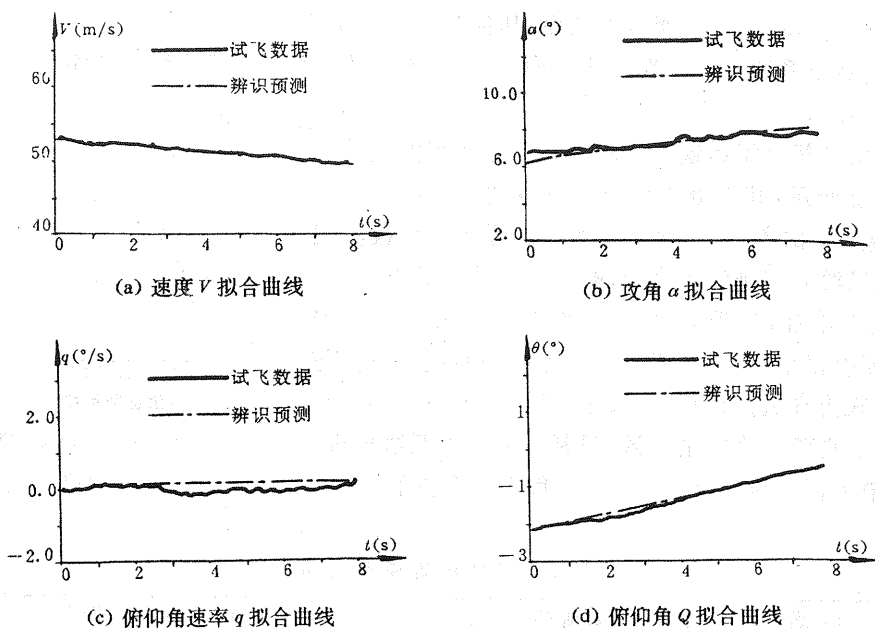 V(m/s)
试飞数据
辨识预测
60
50
40
t(s)
0 2 4 6 8
(a) 速度 V 拟合曲线
α(°)
试飞数据
辨识预测
10.0
6.0
2.0
t(s)
0 2 4 6 8
(b) 攻角 α 拟合曲线
q(°/s)
试飞数据
辨识预测
2.0
0.0
−2.0
t(s)
0 2 4 6 8
(c) 俯仰角速率 q 拟合曲线
θ(°)
试飞数据
辨识预测
1
−1
−3
t(s)
0 2 4 6 8
(d) 俯仰角 Q 拟合曲线